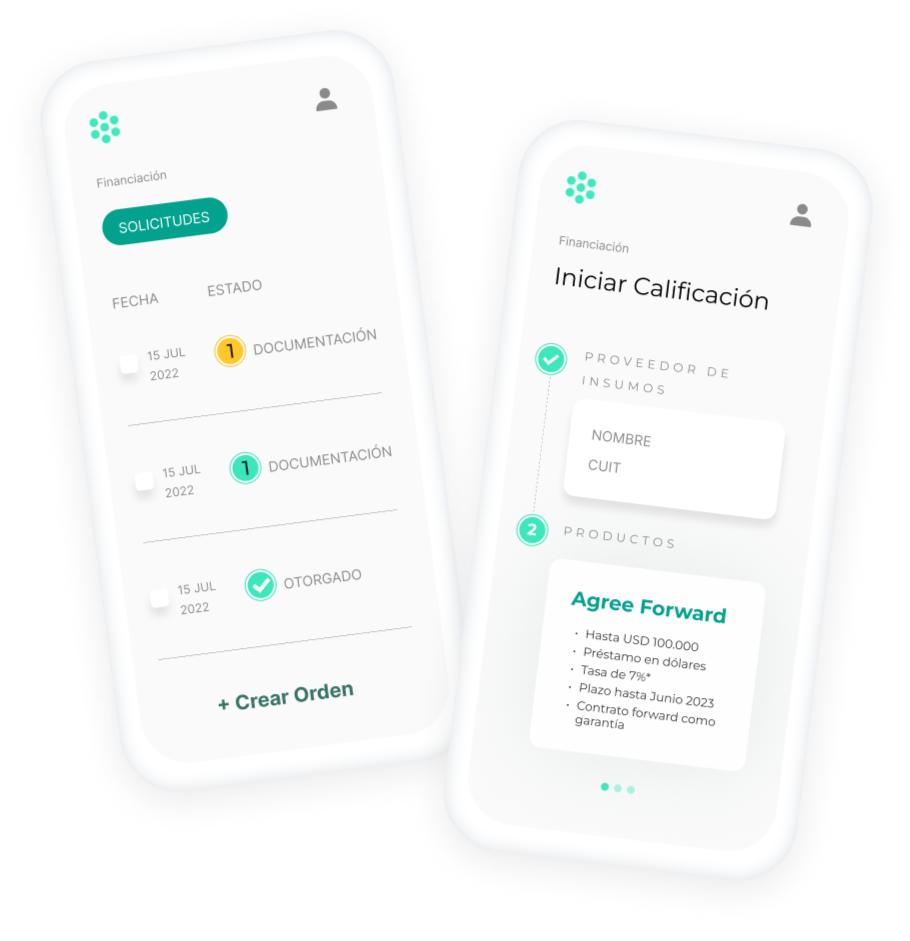 Financiación
SOLICITUDES
FECHA ESTADO
15 JUL
2022
1 DOCUMENTACIÓN
15 JUL
2022
1 DOCUMENTACIÓN
15 JUL
2022
OTORGADO
+ Crear Orden
Financiación
Iniciar Calificación
PROVEEDOR DE
INSUMOS
NOMBRE
CUIT
2 PRODUCTOS
Agree Forward
· Hasta USD 100.000
· Préstamo en dólares
· Tasa de 7%*
· Plazo hasta Junio 2023
· Contrato forward como
garantía